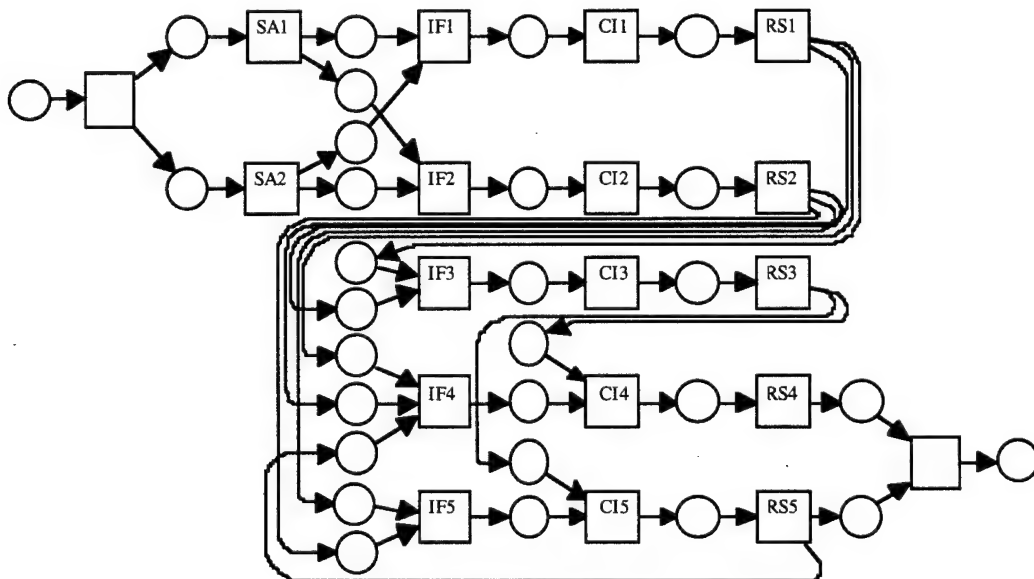 SA1 IF1 CI1 RS1
SA2 IF2 CI2 RS2
IF3 CI3 RS3
IF4 CI4 RS4
IF5 CI5 RS5